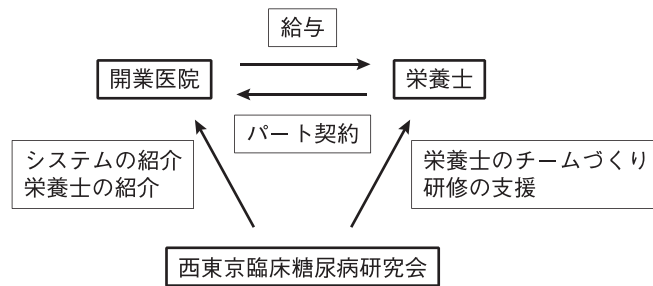 給与
開業医院
栄養士
パート契約
システムの紹介
栄養士の紹介
栄養士のチームづくり
研修の支援
西東京臨床糖尿病研究会